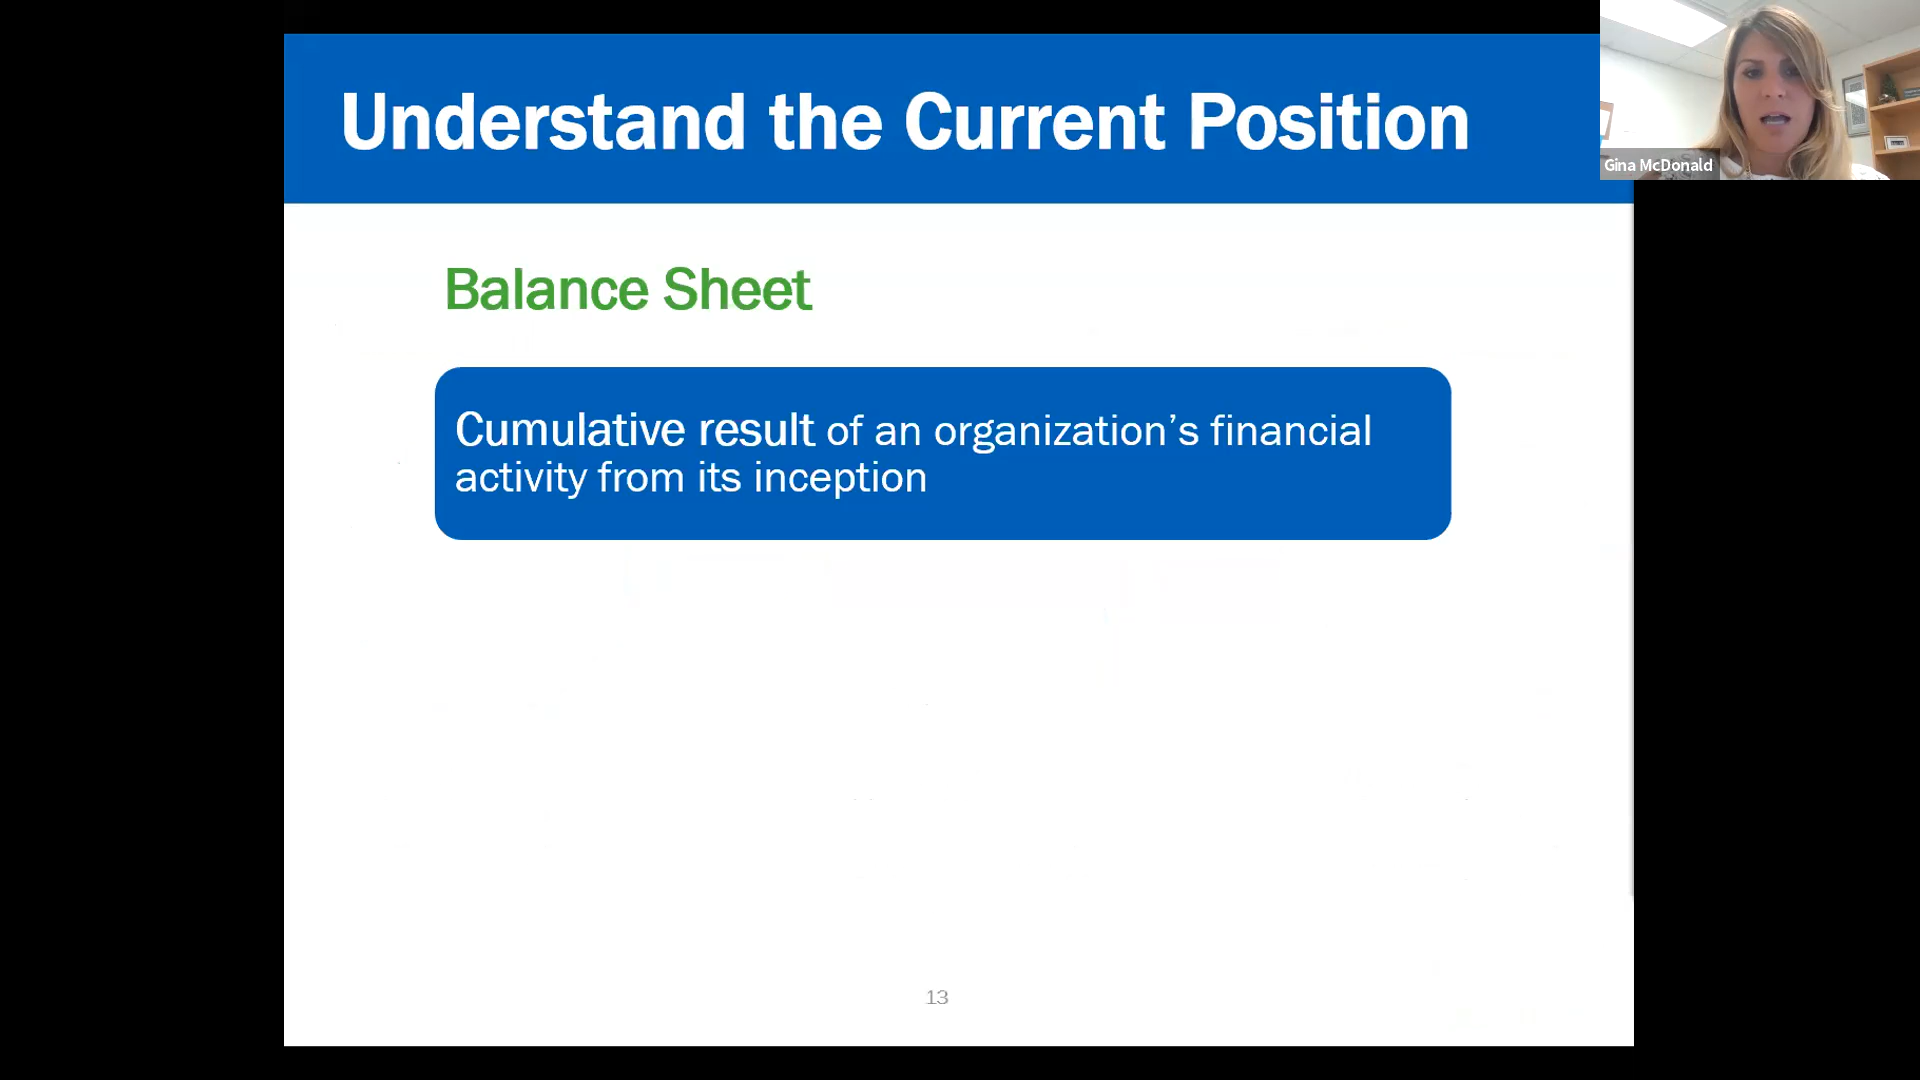 Understand the Current Position
Gina McDonald
Balance Sheet
Cumulative result of an organization’s financial
activity from its inception
13